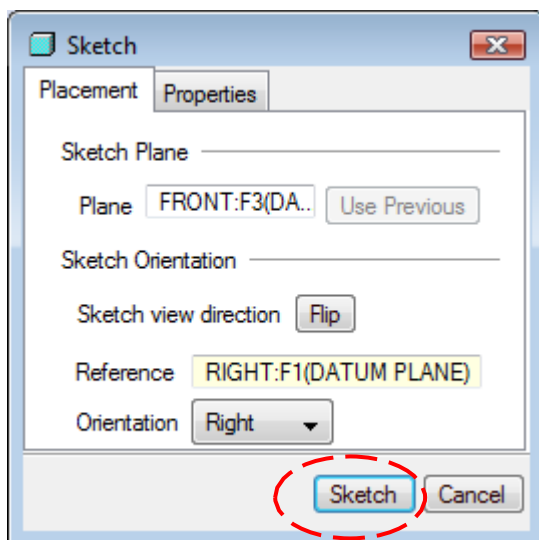 Sketch
Placement Properties
Sketch Plane
Plane FRONT:F3(DA.. Use Previous
Sketch Orientation
Sketch view direction Flip
Reference RIGHT:F1(DATUM PLANE)
Orientation Right
Sketch Cancel